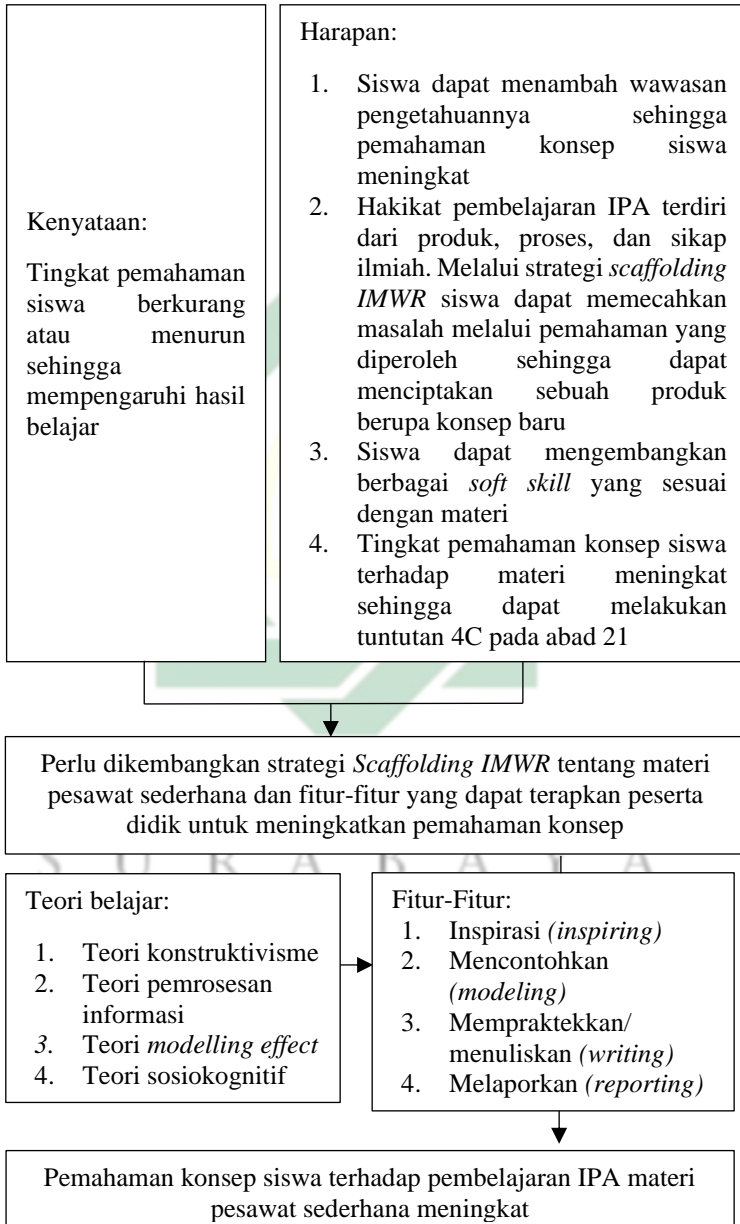 Kenyataan:
Tingkat pemahaman
siswa berkurang
atau menurun
sehingga
mempengaruhi hasil
belajar
Harapan:
1. Siswa dapat menambah wawasan
pengetahuannya sehingga
pemahaman konsep siswa
meningkat
2. Hakikat pembelajaran IPA terdiri
dari produk, proses, dan sikap
ilmiah. Melalui strategi scaffolding
IMWR siswa dapat memecahkan
masalah melalui pemahaman yang
diperoleh sehingga dapat
menciptakan sebuah produk
berupa konsep baru
3. Siswa dapat mengembangkan
berbagai soft skill yang sesuai
dengan materi
4. Tingkat pemahaman konsep siswa
terhadap materi meningkat
sehingga dapat melakukan
tuntutan 4C pada abad 21
Perlu dikembangkan strategi Scaffolding IMWR tentang materi
pesawat sederhana dan fitur-fitur yang dapat terapkan peserta
didik untuk meningkatkan pemahaman konsep
SURABAYA
Teori belajar:
1. Teori konstruktivisme
2. Teori pemrosesan
informasi
3. Teori modelling effect
4. Teori sosiokognitif
Fitur-Fitur:
1. Inspirasi (inspiring)
2. Mencontohkan
(modeling)
3. Mempraktekkan/
menuliskan (writing)
4. Melaporkan (reporting)
Pemahaman konsep siswa terhadap pembelajaran IPA materi
pesawat sederhana meningkat